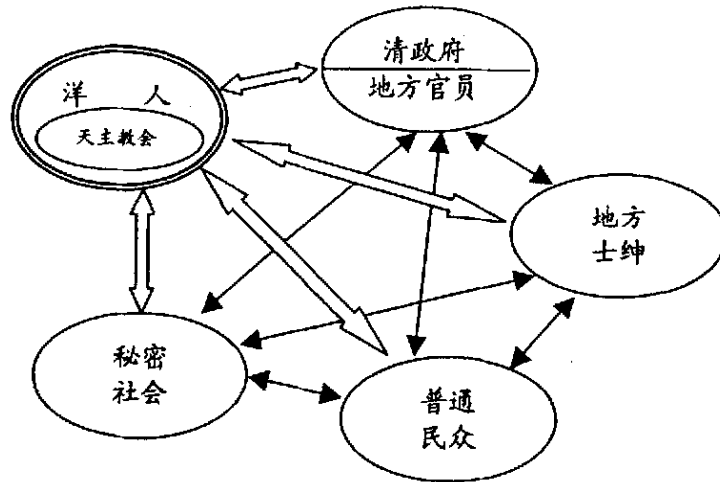 清政府
地方官员
洋 人
天主教会
地方
士绅
秘密
社会
普通
民众